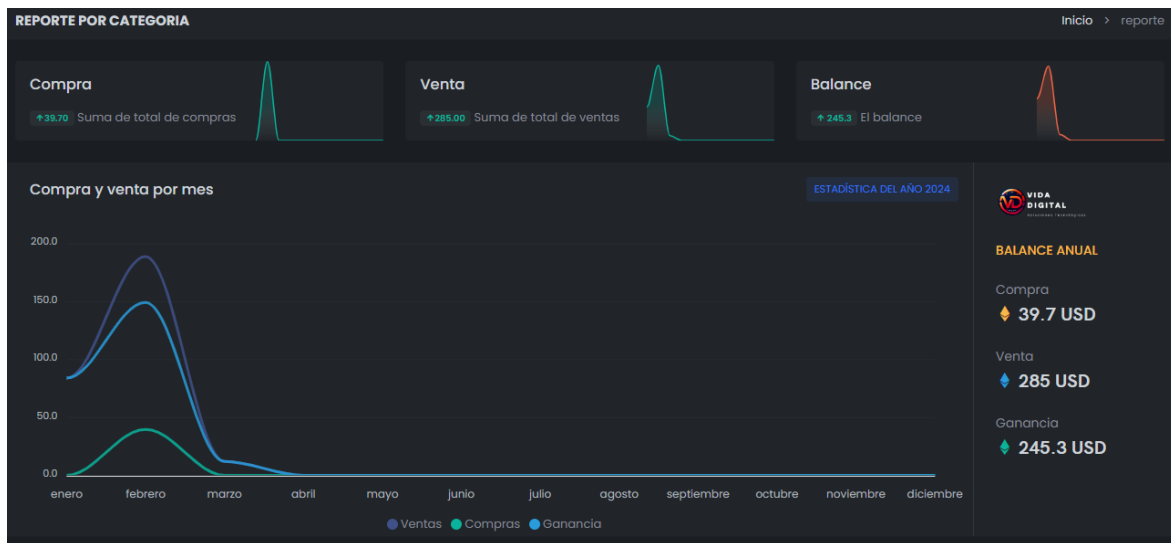 REPORTE POR CATEGORIA
Inicio > reporte
Compra
↑39.70 Suma de total de compras
Venta
↑285.00 Suma de total de ventas
Balance
↑ 245.3 El balance
Compra y venta por mes
ESTADÍSTICA DEL AÑO 2024
200.0
150.0
100.0
50.0
0.0
enero febrero marzo abril mayo junio julio agosto septiembre octubre noviembre diciembre
Ventas Compras Ganancia
VD
VIDA
DIGITAL
BALANCE ANUAL
Compra
39.7 USD
Venta
285 USD
Ganancia
245.3 USD